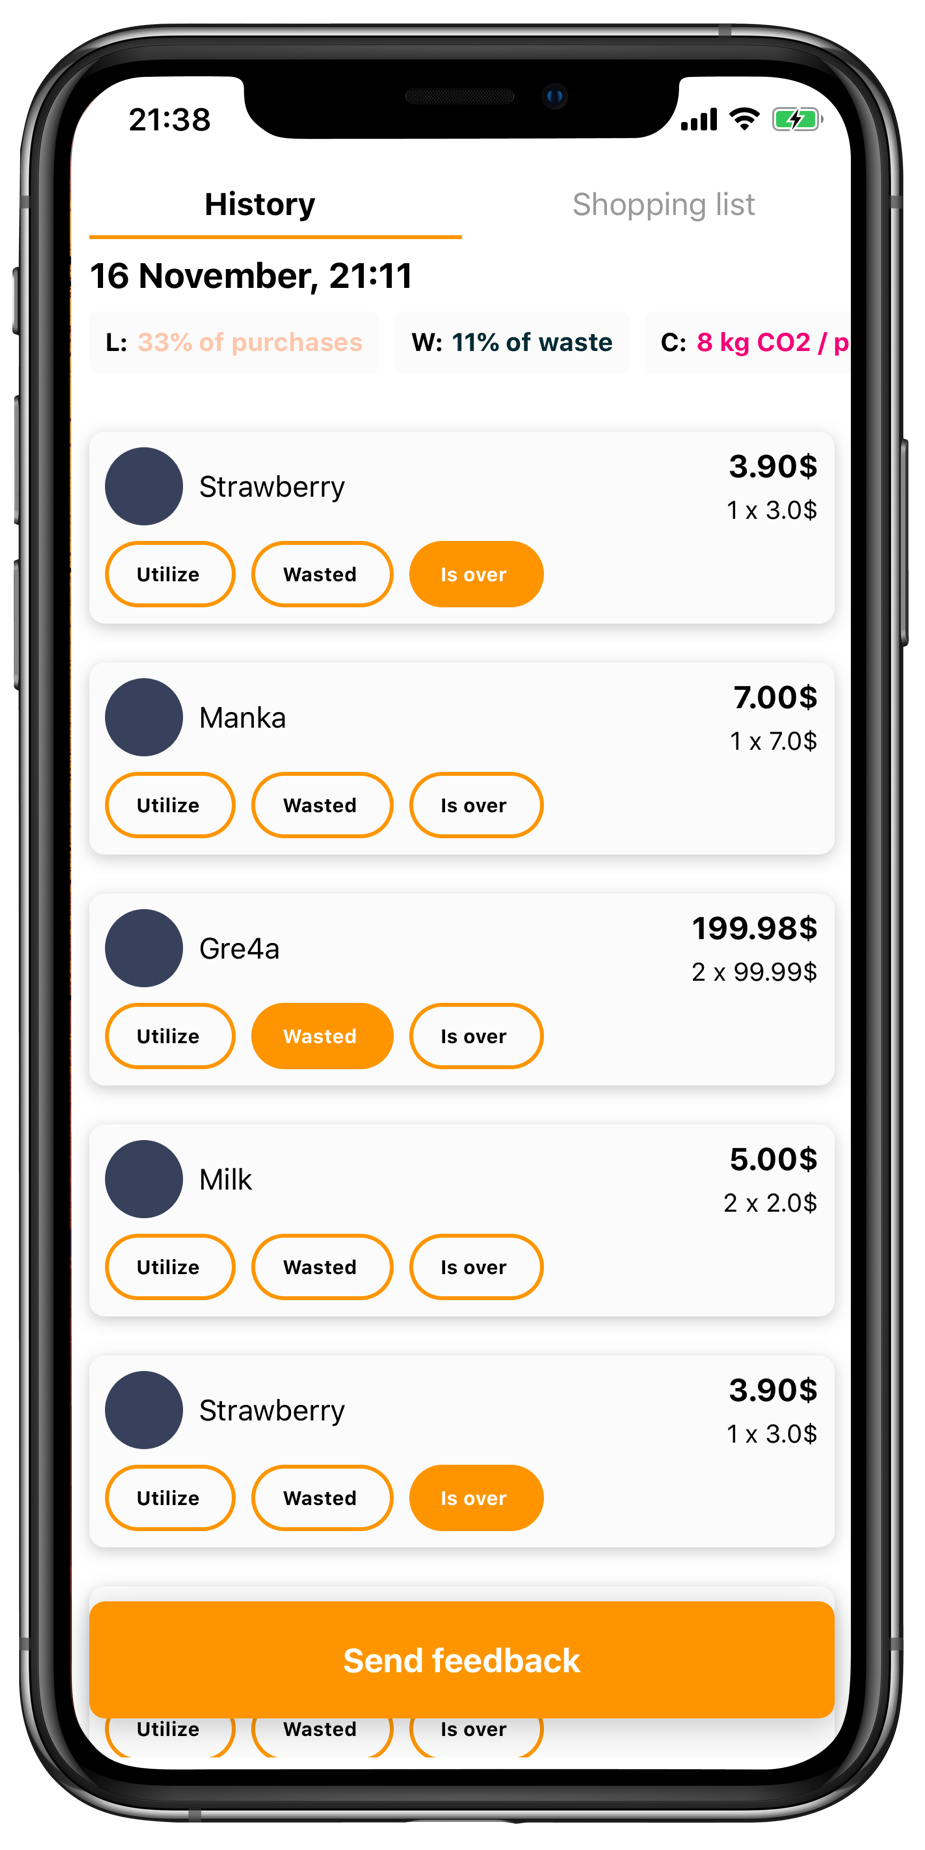 21:38
History Shopping list
16 November, 21:11
L: 33% of purchases W: 11% of waste C: 8 kg CO2 / p
Strawberry 3.90$
1 x 3.0$
Utilize Wasted Is over
Manka 7.00$
1 x 7.0$
Utilize Wasted Is over
Gre4a 199.98$
2 x 99.99$
Utilize Wasted Is over
Milk 5.00$
2 x 2.0$
Utilize Wasted Is over
Strawberry 3.90$
1 x 3.0$
Utilize Wasted Is over
Send feedback
Utilize Wasted Is over